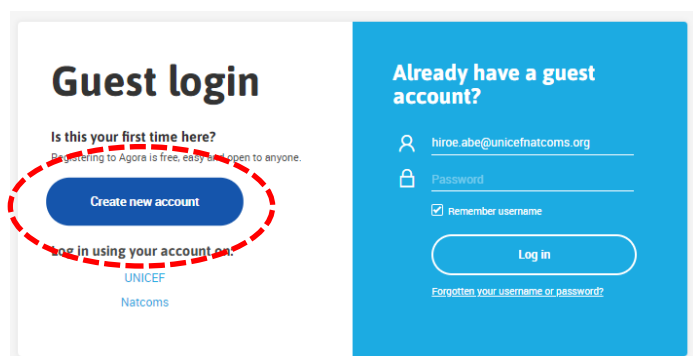 Guest login
Is this your first time here?
Registering to Agora is free, easy and open to anyone.
Create new account
Log in using your account on:
UNICEF
Natcoms
Already have a guest
account?
hiroe.abe@unicefnatcoms.org
Password
Remember username
Log in
Forgotten your username or password?